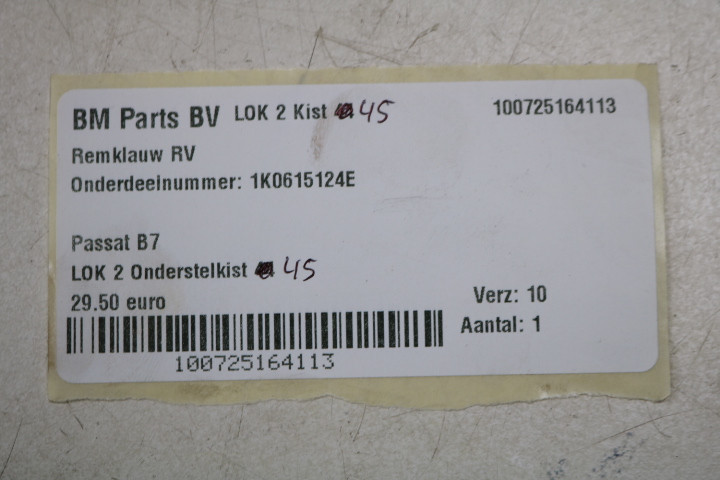 BM Parts BV LOK 2 Kist 45 100725164113
Remklauw RV
Onderdeelnummer: 1K0615124E
Passat B7
LOK 2 Onderstelkist 45
29.50 euro Verz: 10
Aantal: 1
100725164113